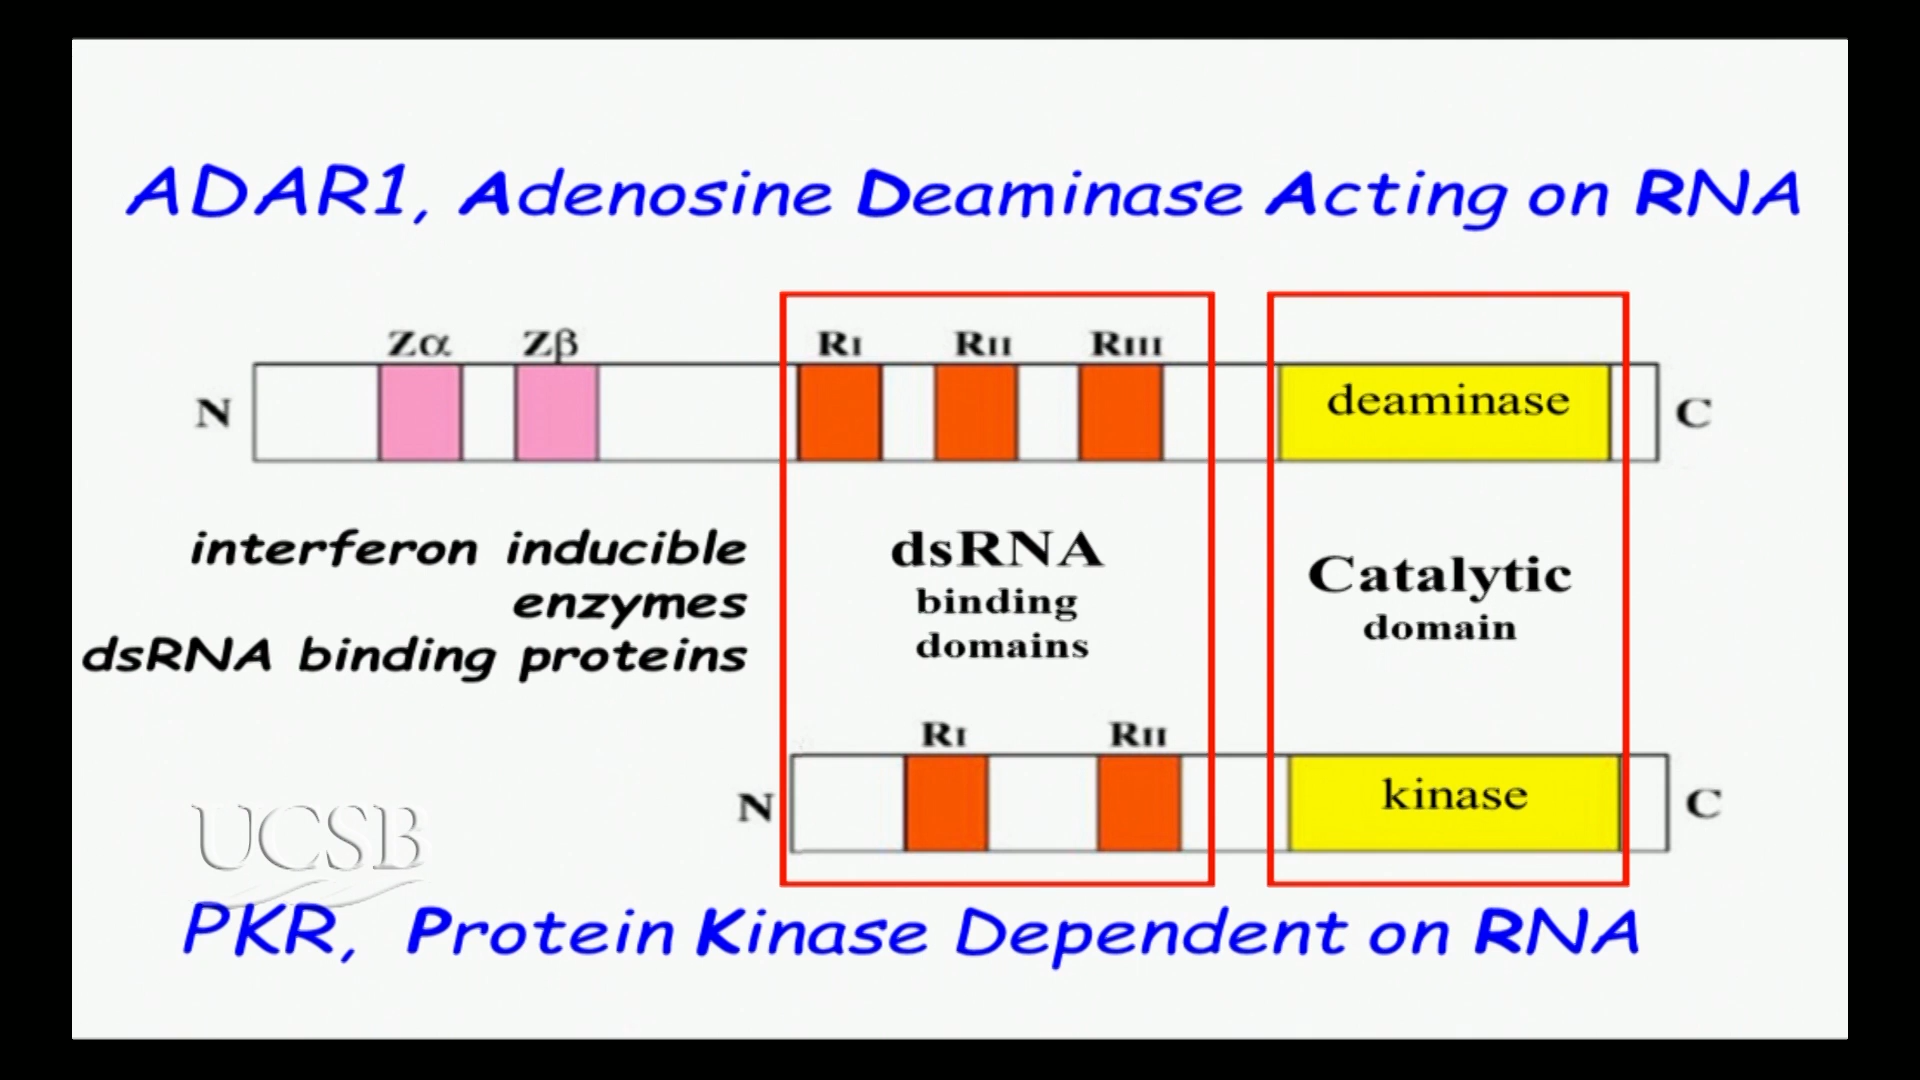 ADAR1, Adenosine Deaminase Acting on RNA
Zα Zβ RI RII RIII
N deaminase C
interferon inducible
enzymes
dsRNA binding proteins
dsRNA
binding
domains
Catalytic
domain
RI RII
N kinase C
UCSB
PKR, Protein Kinase Dependent on RNA